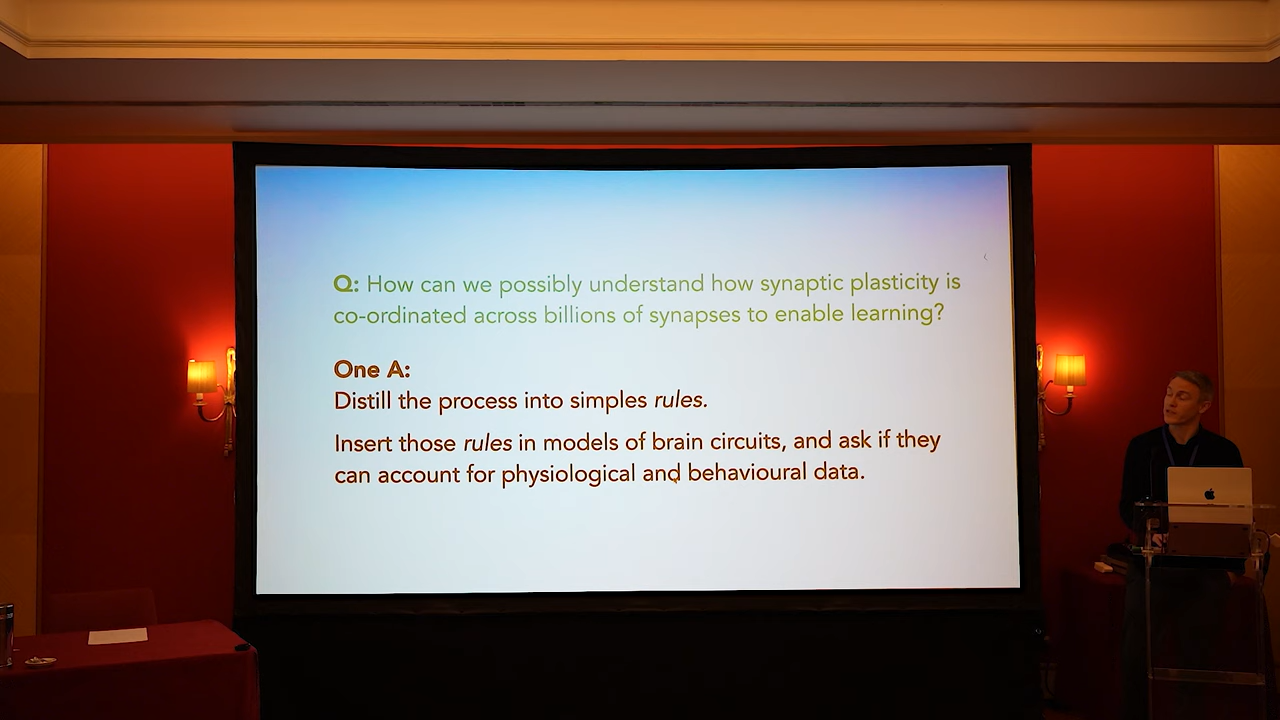 Q: How can we possibly understand how synaptic plasticity is
co-ordinated across billions of synapses to enable learning?
One A:
Distill the process into simples rules.
Insert those rules in models of brain circuits, and ask if they
can account for physiological and behavioural data.